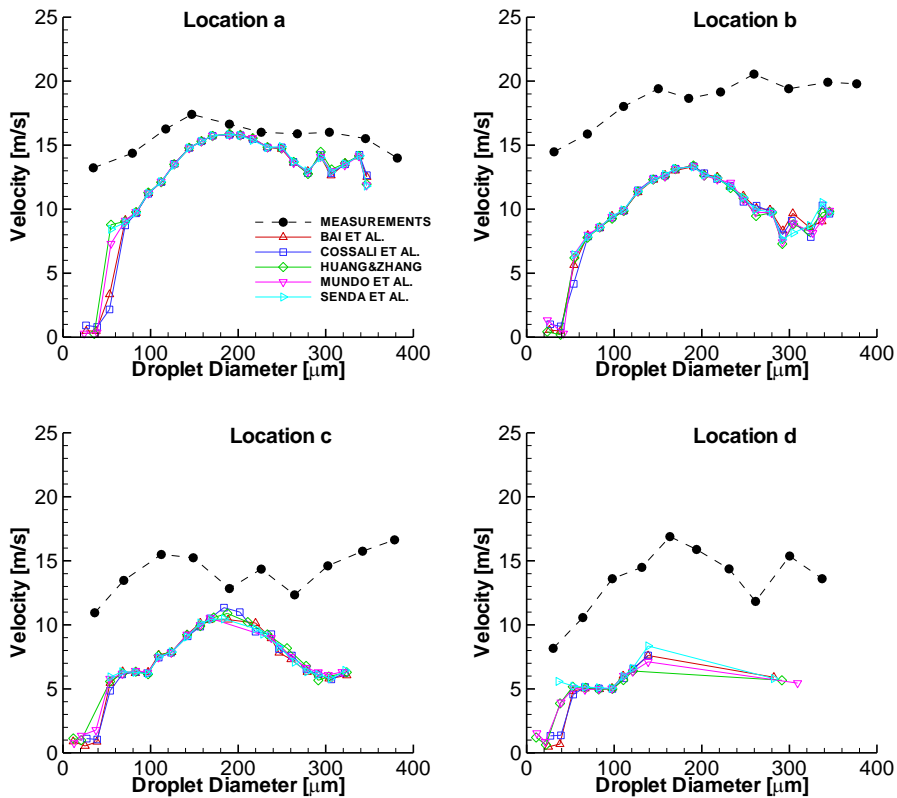 Location a
Velocity [m/s]
25
20
15
10
5
0
MEASUREMENTS
BAI ET AL.
COSSALI ET AL.
HUANG&ZHANG
MUNDO ET AL.
SENDA ET AL.
0 100 200 300 400
Droplet Diameter [μm]
Location b
Velocity [m/s]
25
20
15
10
5
0
0 100 200 300 400
Droplet Diameter [μm]
Location c
Velocity [m/s]
25
20
15
10
5
0
0 100 200 300 400
Droplet Diameter [μm]
Location d
Velocity [m/s]
25
20
15
10
5
0
0 100 200 300 400
Droplet Diameter [μm]